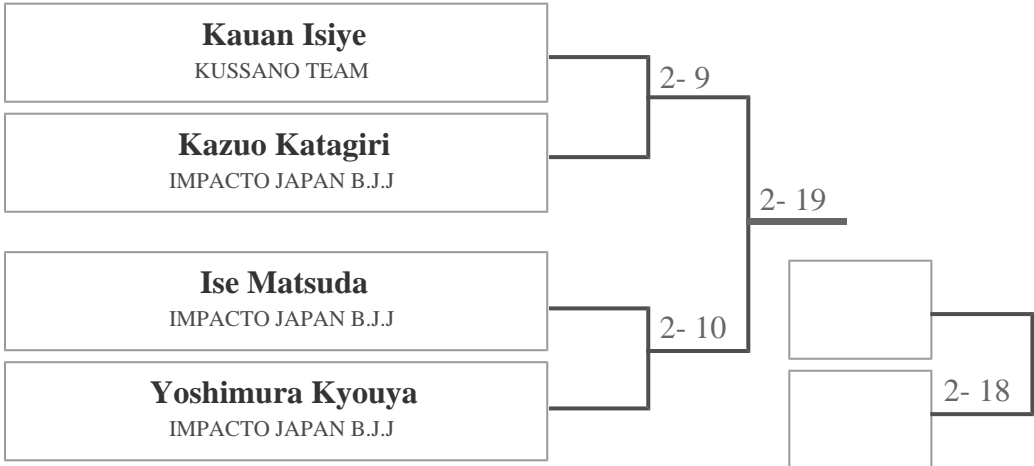 Kauan Isiye
KUSSANO TEAM
2- 9
Kazuo Katagiri
IMPACTO JAPAN B.J.J
2- 19
Ise Matsuda
IMPACTO JAPAN B.J.J
2- 10
Yoshimura Kyouya
IMPACTO JAPAN B.J.J
2- 18